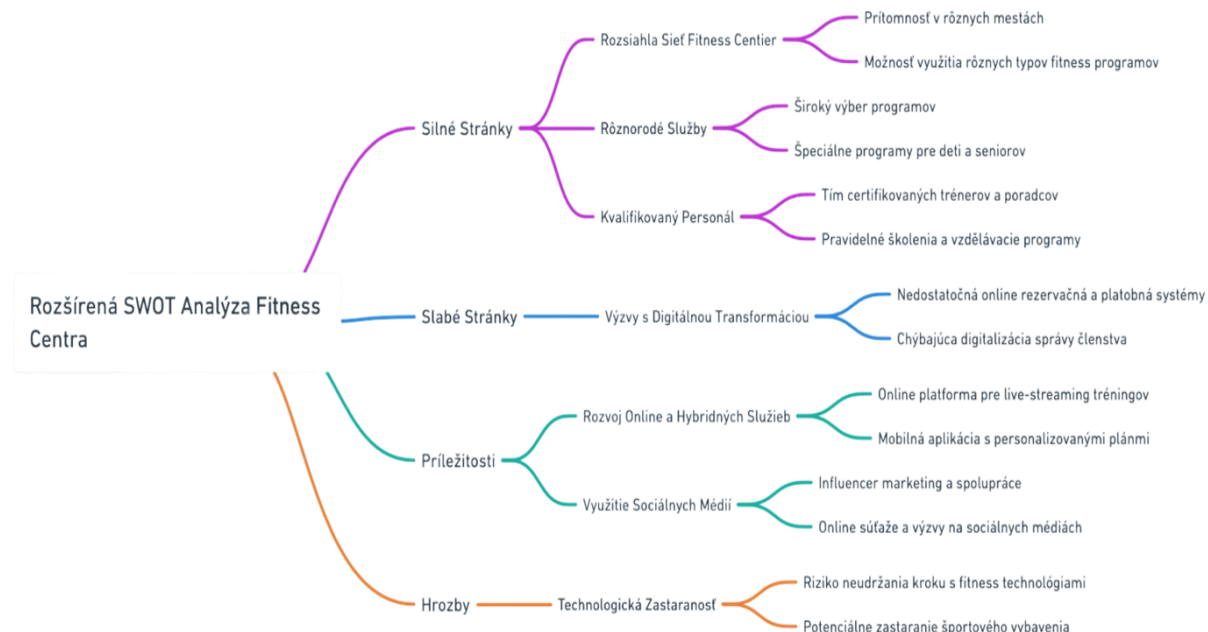 Rozšírená SWOT Analýza Fitness
Centra
Silné Stránky
Rozsiahla Sieť Fitness Centier
Prítomnosť v rôznych mestách
Možnosť využitia rôznych typov fitness programov
Rôznorodé Služby
Široký výber programov
Špeciálne programy pre deti a seniorov
Kvalifikovaný Personál
Tím certifikovaných trénerov a poradcov
Pravidelné školenia a vzdělávacie programy
Slabé Stránky
Výzvy s Digitálnou Transformáciou
Nedostatočná online rezervačná a platobná systémy
Chýbajúca digitalizácia správy členstva
Príležitosti
Rozvoj Online a Hybridných Služieb
Online platforma pre live-streaming tréningov
Mobilná aplikácia s personalizovanými plánmi
Využitie Sociálnych Médií
Influencer marketing a spolupráce
Online súťaže a výzvy na sociálnych médiách
Hrozby
Technologická Zastaranosť
Riziko neudržania kroku s fitness technológiami
Potenciálne zastaranie športového vybavenia